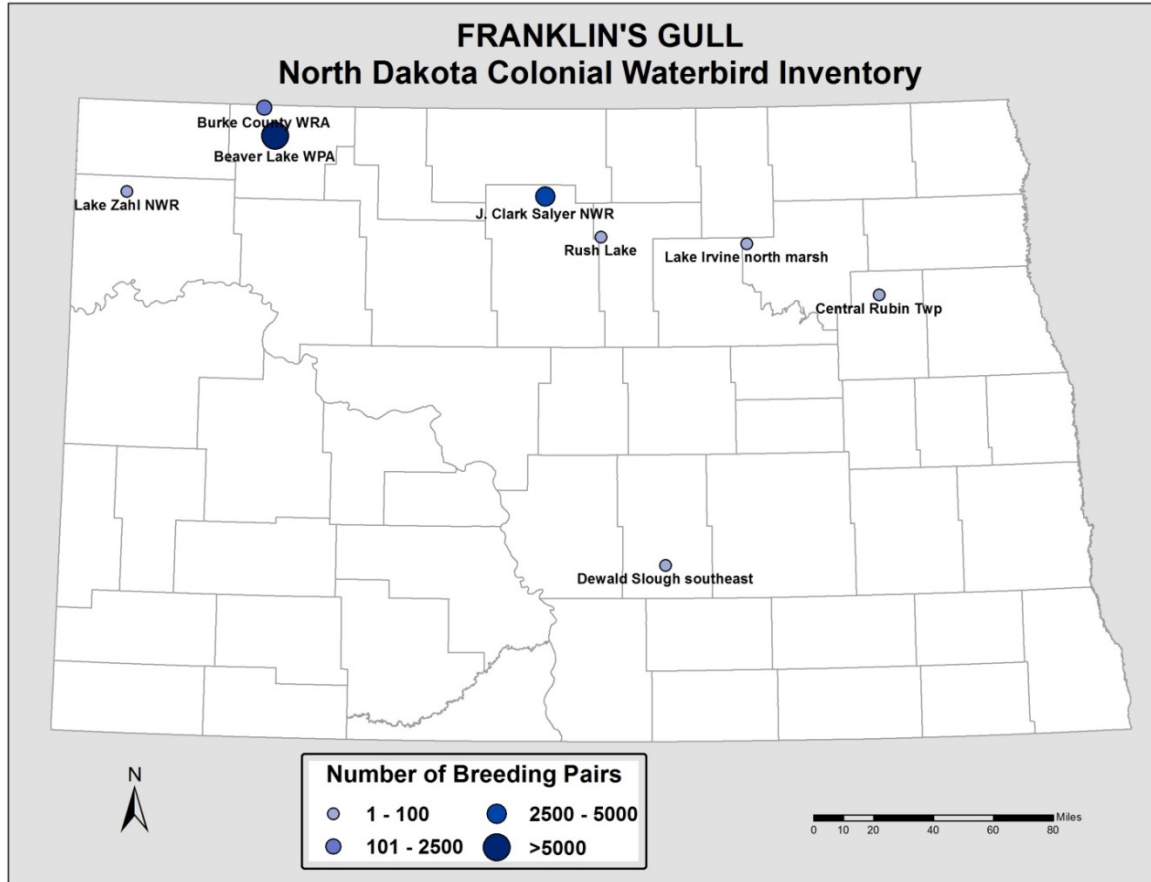 FRANKLIN'S GULL
North Dakota Colonial Waterbird Inventory
Burke County WRA
Beaver Lake WPA
Lake Zahl NWR
J. Clark Salyer NWR
Rush Lake
Lake Irvine north marsh
Central Rubin Twp
Dewald Slough southeast
N
Number of Breeding Pairs
1 - 100
2500 - 5000
101 - 2500
>5000
Miles
0 10 20 40 60 80